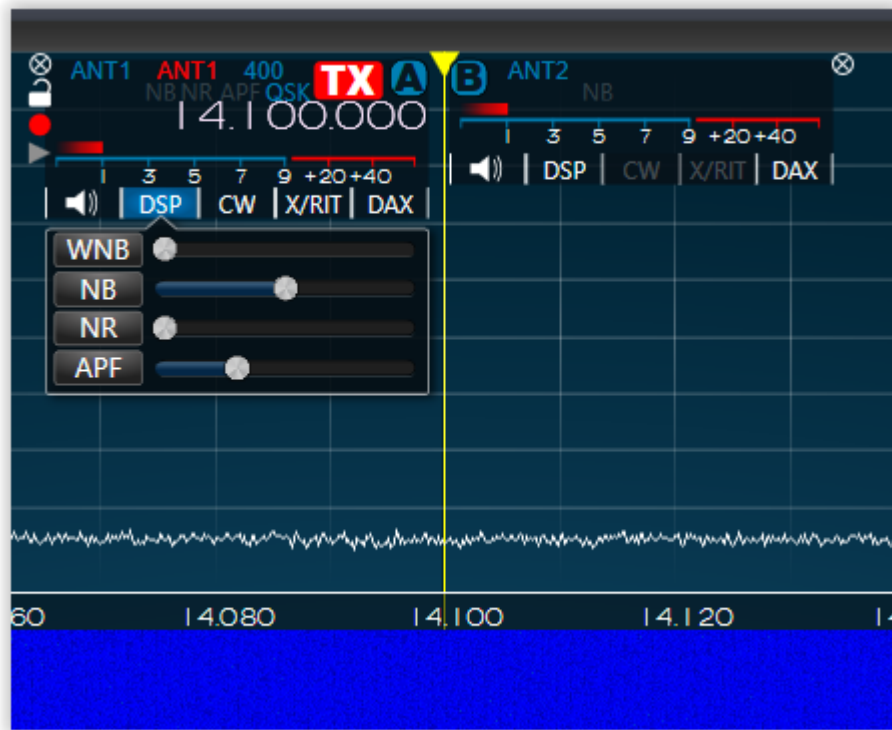 ANT1 ANT1 400 TX A
NB NR APF QSK
14.100.000
1 3 5 7 9 +20 +40
DSP CW X/RIT DAX
WNB
NB
NR
APF
B ANT2
NB
1 3 5 7 9 +20 +40
DSP CW X/RIT DAX
60 14.080 14.100 14.120 14